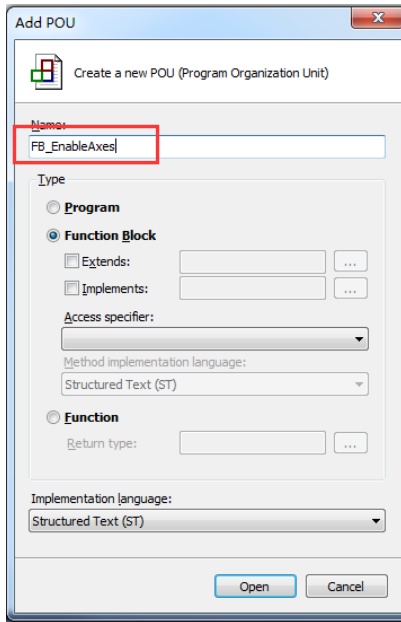 Add POU
Create a new POU (Program Organization Unit)
Name:
FB_EnableAxes
Type
Program
Function Block
Extends:
...
Implements:
...
Access specifier:
Method implementation language:
Structured Text (ST)
Function
Return type:
...
Implementation language:
Structured Text (ST)
Open Cancel